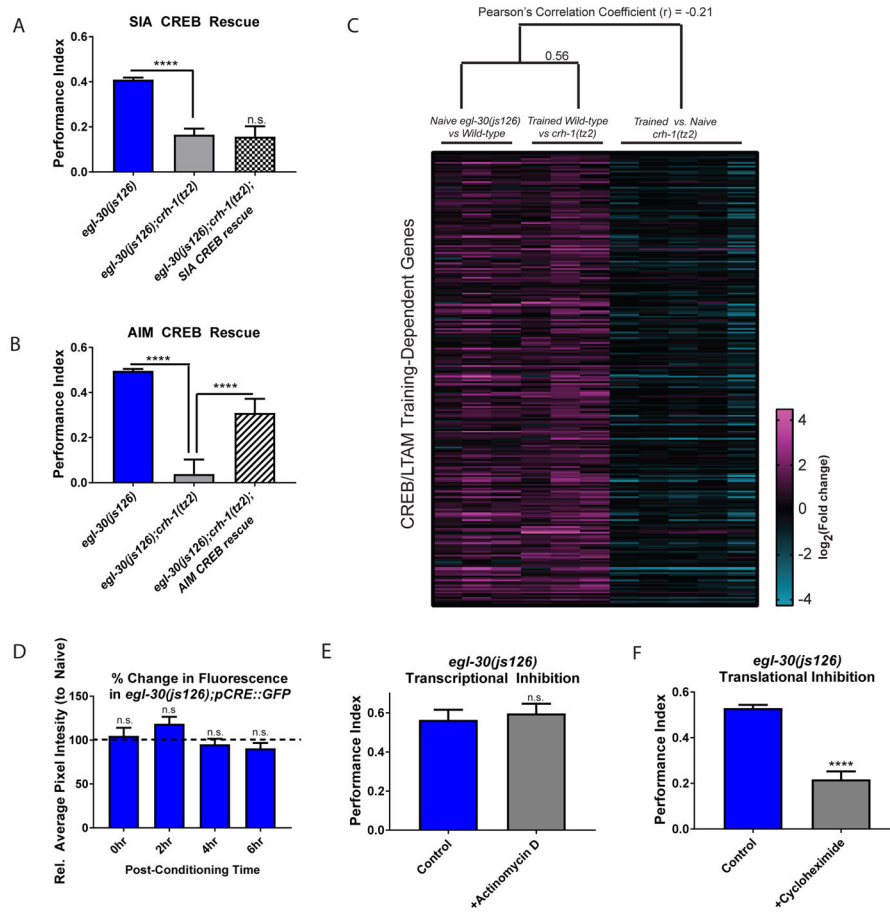 A
SIA CREB Rescue
Performance Index
0.6
0.4
0.2
0.0
****
n.s.
egl-30(js126)
egl-30(js126);crh-1(tz2)
egl-30(js126);crh-1(tz2);
SIA CREB rescue
B
AIM CREB Rescue
Performance Index
0.6
0.4
0.2
0.0
****
****
egl-30(js126)
egl-30(js126);crh-1(tz2)
egl-30(js126);crh-1(tz2);
AIM CREB rescue
C
Pearson's Correlation Coefficient (r) = -0.21
0.56
Naive egl-30(js126)
vs Wild-type
Trained Wild-type
vs crh-1(tz2)
Trained vs. Naive
crh-1(tz2)
CREB/LTAM Training-Dependent Genes
4
2
0
-2
-4
log2(Fold change)
D
% Change in Fluorescence
in egl-30(js126);pCRE::GFP
Rel. Average Pixel Intesity (to Naive)
150
100
50
0
n.s.
n.s
n.s.
n.s.
0hr
2hr
4hr
6hr
Post-Conditioning Time
E
egl-30(js126)
Transcriptional Inhibition
Performance Index
0.6
0.4
0.2
0.0
n.s.
Control
+Actinomycin D
F
egl-30(js126)
Translational Inhibition
Performance Index
0.6
0.4
0.2
0.0
****
Control
+Cycloheximide